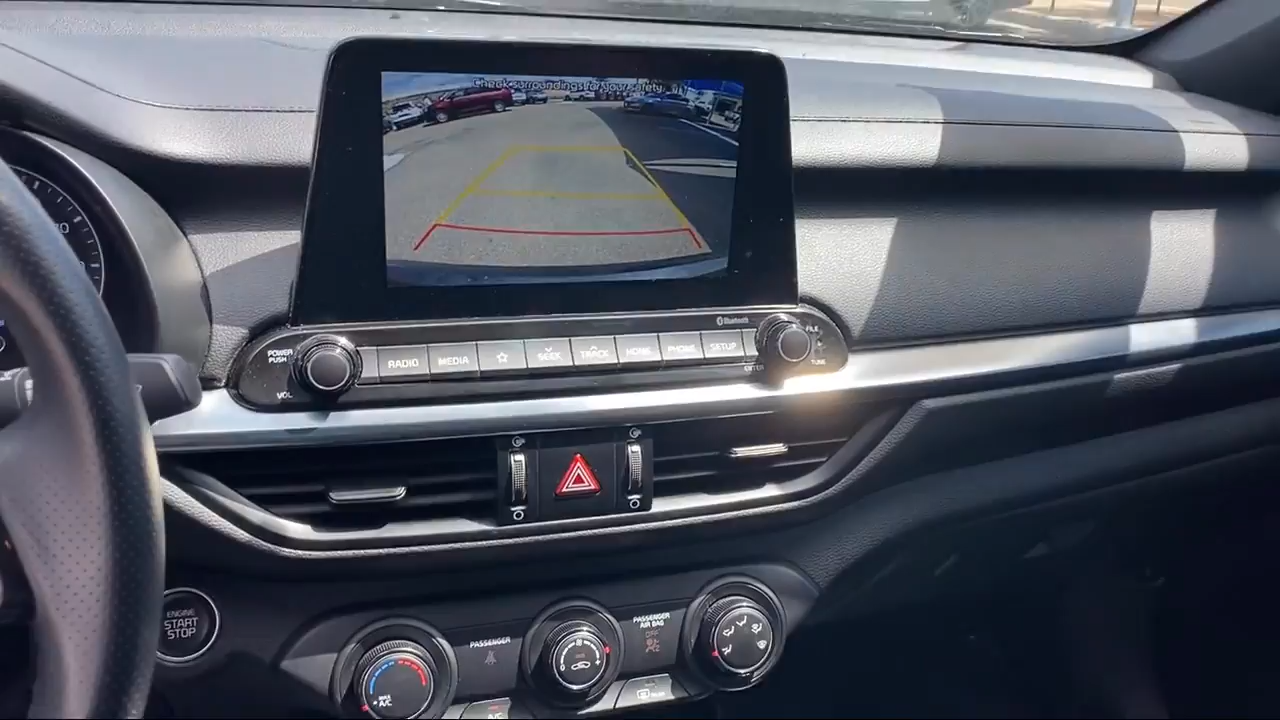 Check surroundings for your safety
Bluetooth
POWER
PUSH
VOL
RADIO
MEDIA
SEEK
TRACK
HOME
PHONE
SETUP
FILE
TUNE
ENTER
ENGINE
START
STOP
PASSENGER
PASSENGER
AIR BAG
OFF
MAX
A/C
A/C